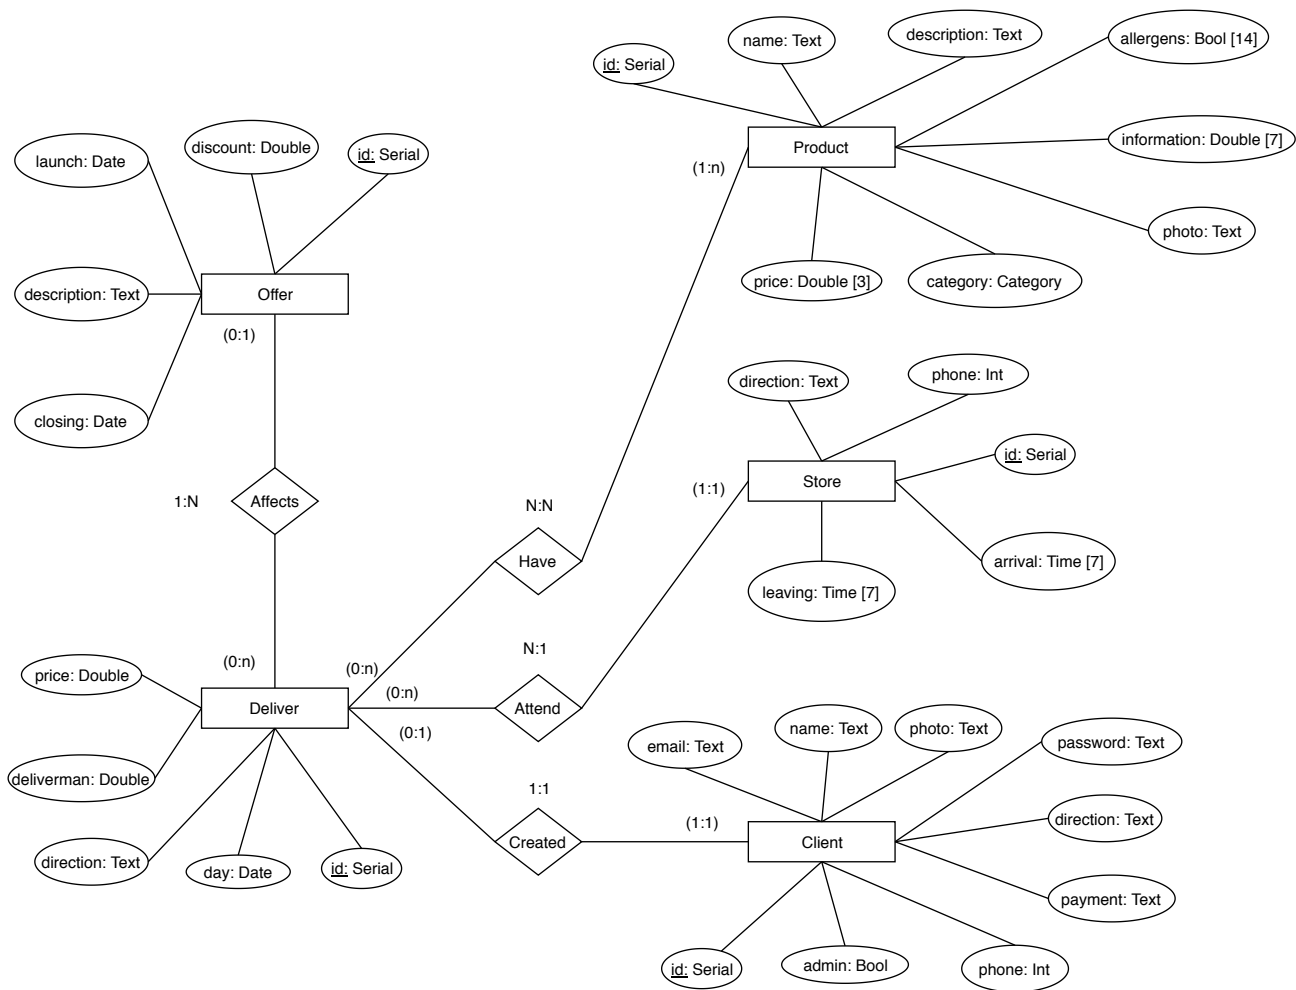 description: Text
name: Text
allergens: Bool [14]
id: Serial
information: Double [7]
Product
(1:n)
photo: Text
price: Double [3]
category: Category
launch: Date
discount: Double
id: Serial
description: Text
Offer
(0:1)
closing: Date
1:N
Affects
(0:n)
direction: Text
phone: Int
id: Serial
Store
(1:1)
arrival: Time [7]
leaving: Time [7]
N:N
Have
(0:n)
N:1
Attend
(0:n)
price: Double
Deliver
(0:1)
deliverman: Double
direction: Text
day: Date
id: Serial
1:1
Created
(1:1)
email: Text
name: Text
photo: Text
password: Text
direction: Text
Client
payment: Text
id: Serial
admin: Bool
phone: Int